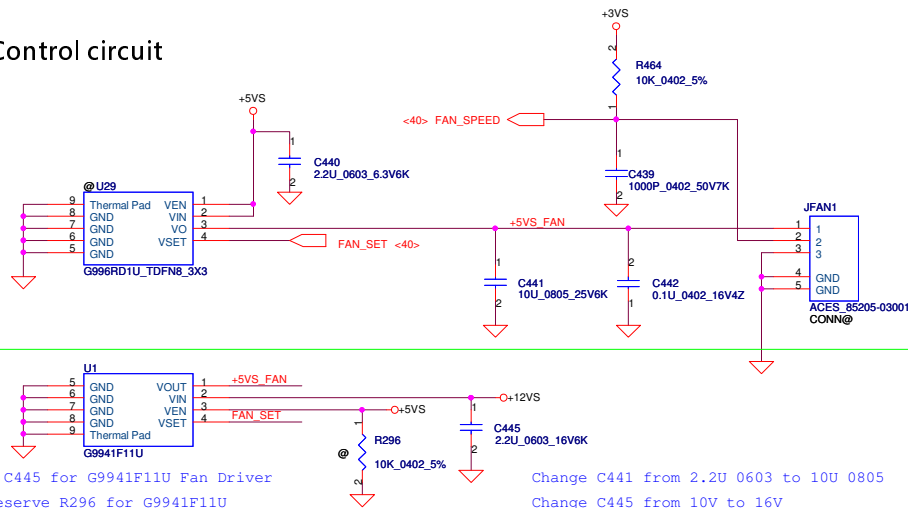 +3VS
Control circuit
R464
10K_0402_5%
2
1
+5VS
<40> FAN_SPEED
1
C440
2.2U_0603_6.3V6K
2
1
C439
1000P_0402_50V7K
2
@ U29
9 Thermal Pad VEN 1
8 GND VIN 2
7 GND VO 3
6 GND VSET 4
5 GND
G996RD1U_TDFN8_3X3
FAN_SET <40>
+5VS_FAN
JFAN1
1 1
2 2
3 3
4 GND
5 GND
ACES_85205-03001
CONN@
1
C441
10U_0805_25V6K
2
2
C442
0.1U_0402_16V4Z
1
U1
5 GND VOUT 1 +5VS_FAN
6 GND VIN 2 +12VS
7 GND VEN 3 +5VS
8 GND VSET 4 FAN_SET
9 Thermal Pad
G9941F11U
1
@
R296
10K_0402_5%
2
1
C445
2.2U_0603_16V6K
2
C445 for G9941F11U Fan Driver
eserve R296 for G9941F11U
Change C441 from 2.2U 0603 to 10U 0805
Change C445 from 10V to 16V